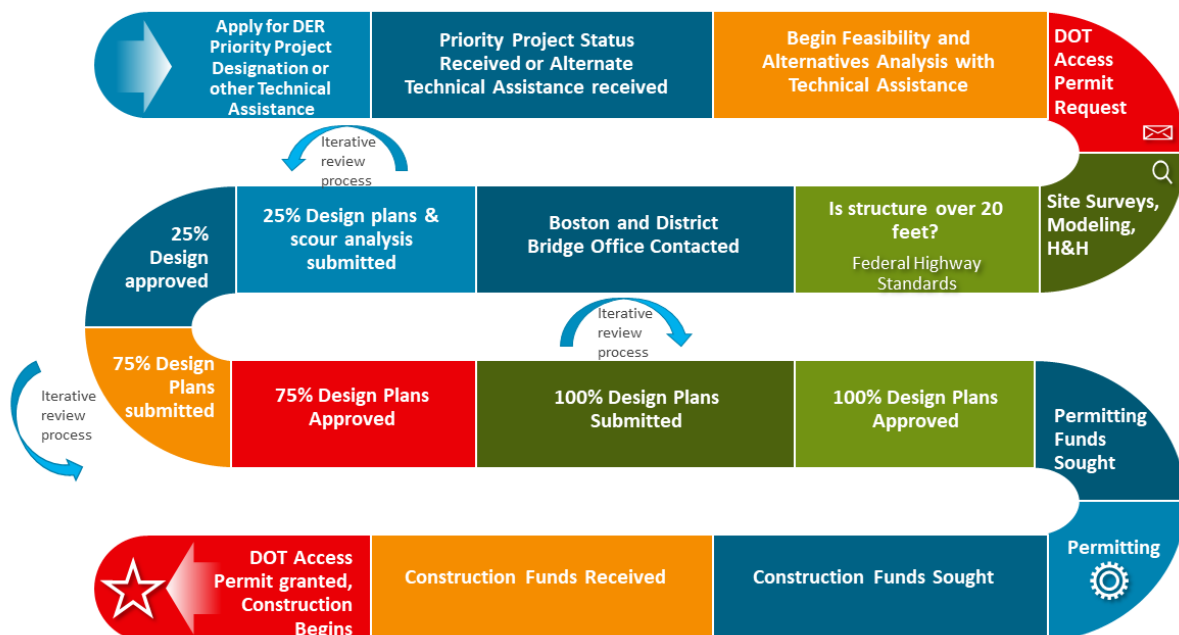 Apply for DER
Priority Project
Designation or
other Technical
Assistance
Priority Project Status
Received or Alternate
Technical Assistance received
Begin Feasibility and
Alternatives Analysis with
Technical Assistance
DOT
Access
Permit
Request
Site Surveys,
Modeling,
H&H
Is structure over 20
feet?
Federal Highway
Standards
Boston and District
Bridge Office Contacted
Iterative
review
process
25% Design plans &
scour analysis
submitted
25%
Design
approved
75% Design
Plans
submitted
Iterative
review
process
75% Design Plans
Approved
Iterative
review
process
100% Design Plans
Submitted
100% Design Plans
Approved
Permitting
Funds
Sought
Permitting
Construction Funds Sought
Construction Funds Received
DOT Access
Permit granted,
Construction
Begins